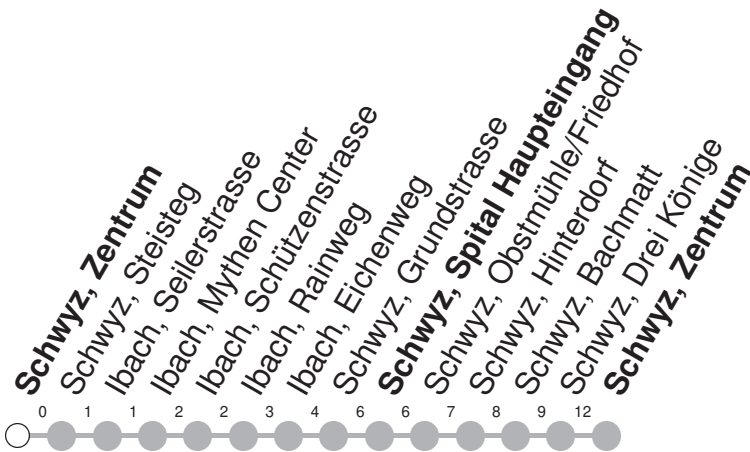 Schwyz, Zentrum
Schwyz, Steisteg
Ibach, Seilerstrasse
Ibach, Mythen Center
Ibach, Schützenstrasse
Ibach, Rainweg
Ibach, Eichenweg
Schwyz, Grundstrasse
Schwyz, Spital Haupteingang
Schwyz, Obstmühle/Friedhof
Schwyz, Hinterdorf
Schwyz, Bachmatt
Schwyz, Drei Könige
Schwyz, Zentrum
0 1 1 2 2 3 4 6 6 7 8 9 12